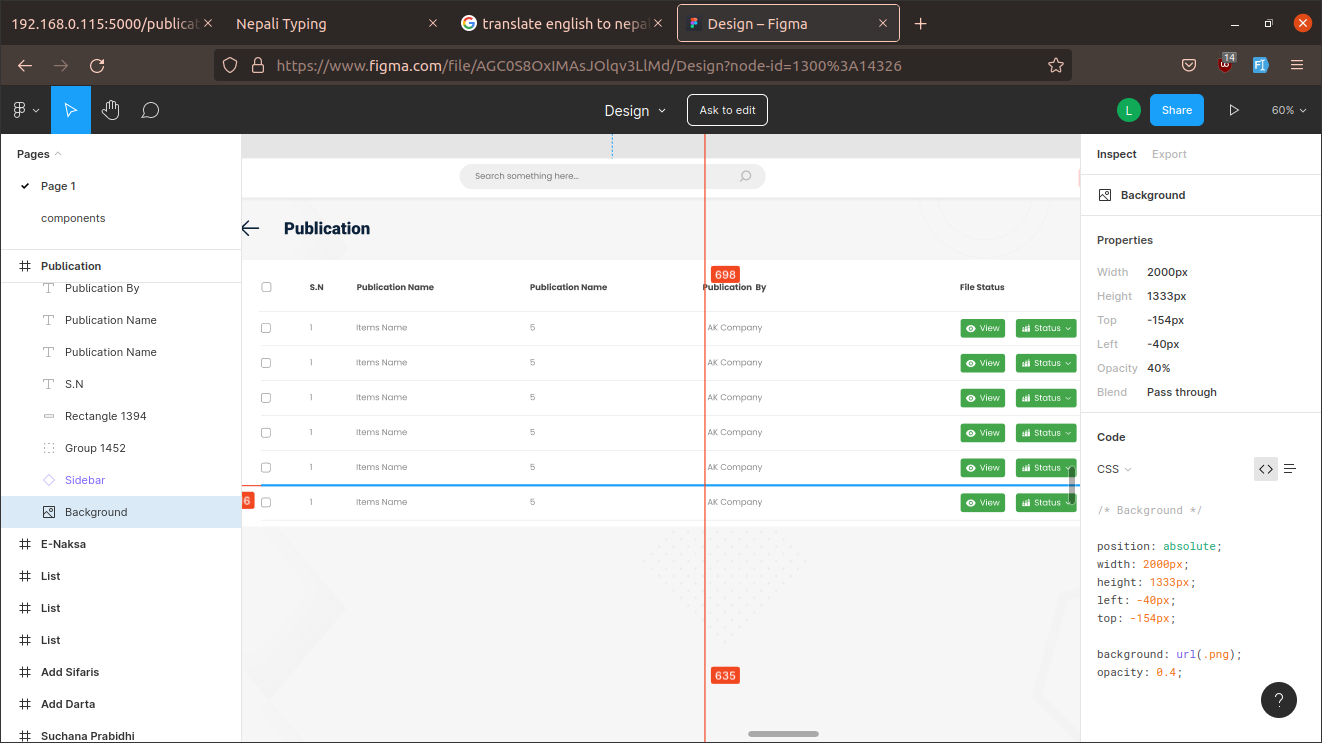 192.168.0.115:5000/publicat
Nepali Typing
translate english to nepa
Design – Figma
https://www.figma.com/file/AGC0S8OxIMAsJOlqv3LlMd/Design?node-id=1300%3A14326
14
Design
Ask to edit
L
Share
60%
Pages
Page 1
components
Publication
Publication By
Publication Name
Publication Name
S.N
Rectangle 1394
Group 1452
Sidebar
Background
E-Naksa
List
List
List
Add Sifaris
Add Darta
Suchana Prabidhi
Search something here...
Publication
698
S.N Publication Name Publication Name Publication By File Status
1 Items Name 5 AK Company View Status
1 Items Name 5 AK Company View Status
1 Items Name 5 AK Company View Status
1 Items Name 5 AK Company View Status
1 Items Name 5 AK Company View Status
6
1 Items Name 5 AK Company View Status
635
Inspect Export
Background
Properties
Width 2000px
Height 1333px
Top -154px
Left -40px
Opacity 40%
Blend Pass through
Code
CSS
/* Background */
position: absolute;
width: 2000px;
height: 1333px;
left: -40px;
top: -154px;
background: url(.png);
opacity: 0.4;
?